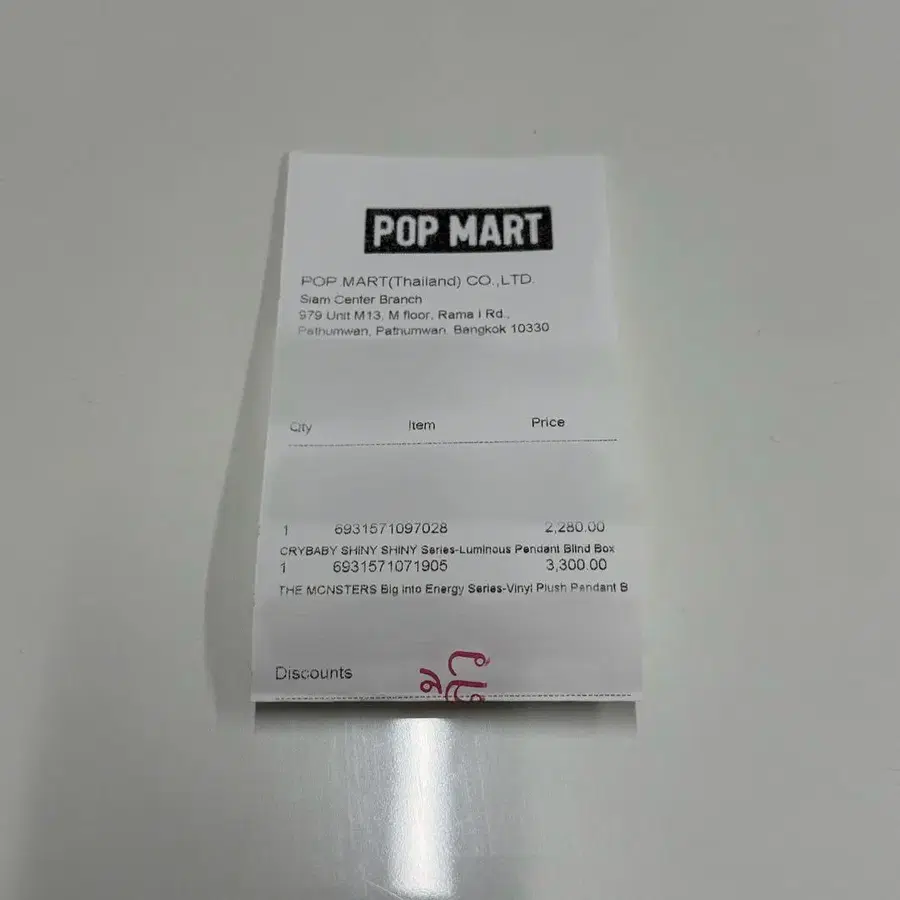 POP MART
POP MART(Thailand) CO.,LTD.
Siam Center Branch
979 Unit M13, M floor, Rama I Rd.,
Pathumwan, Pathumwan, Bangkok 10330
Qty Item Price
1 6931571097028 2,280.00
CRYBABY SHINY SHINY Series-Luminous Pendant Blind Box
1 6931571071905 3,300.00
THE MONSTERS Big into Energy Series-Vinyl Plush Pendant B
Discounts